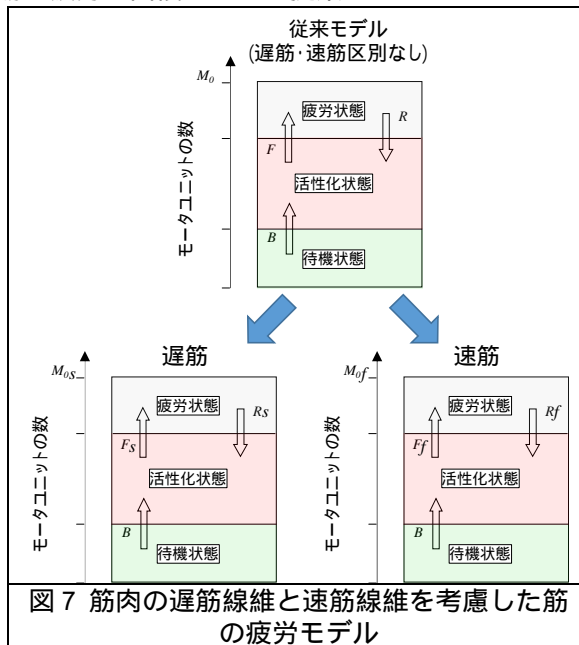 従来モデル
(遅筋・速筋区別なし)
M₀
モータユニットの数
疲労状態
F
R
活性化状態
B
待機状態
遅筋
M₀s
モータユニットの数
疲労状態
Fs
Rs
活性化状態
B
待機状態
速筋
M₀f
モータユニットの数
疲労状態
Ff
Rf
活性化状態
B
待機状態
図７ 筋肉の遅筋線維と速筋線維を考慮した筋
の疲労モデル